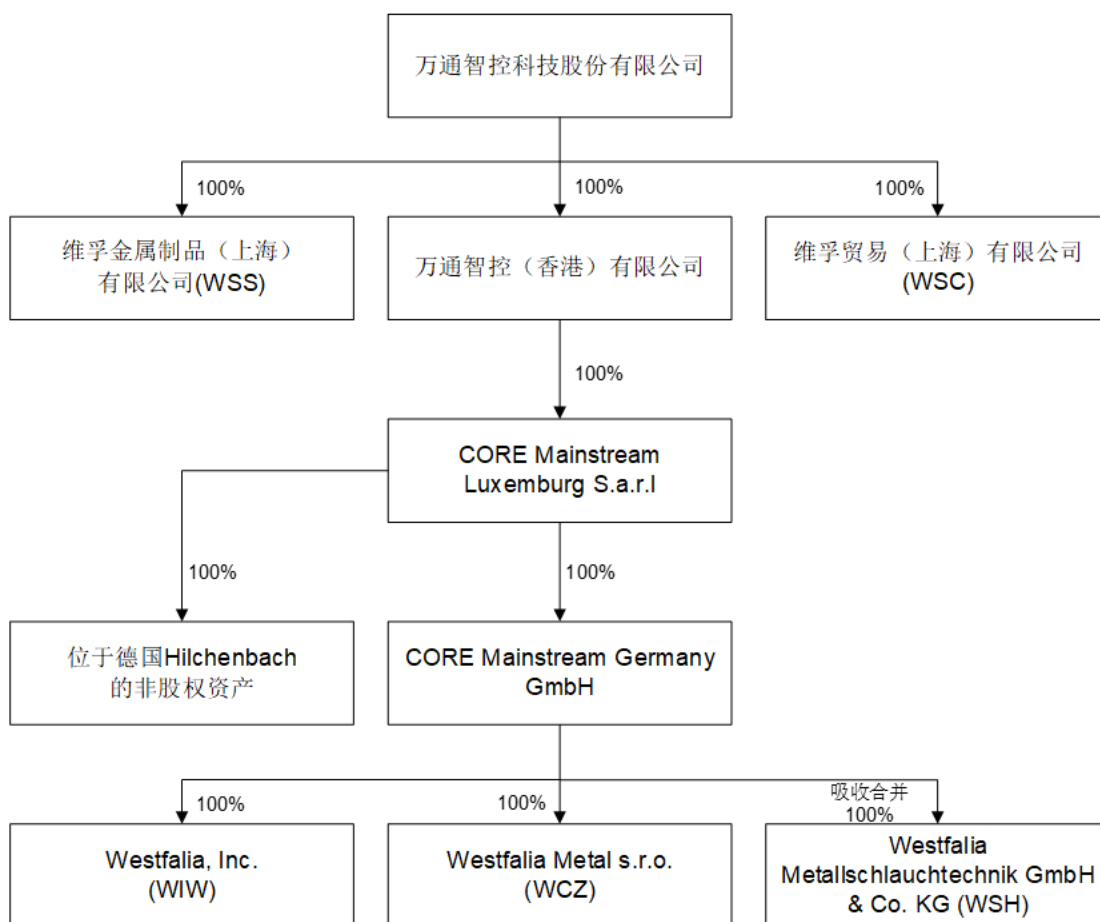 万通智控科技股份有限公司
100%
100%
100%
维孚金属制品（上海）
有限公司(WSS)
万通智控（香港）有限公司
维孚贸易（上海）有限公司
(WSC)
100%
CORE Mainstream
Luxemburg S.a.r.l
100%
100%
位于德国Hilchenbach
的非股权资产
CORE Mainstream Germany
GmbH
100%
100%
吸收合并
100%
Westfalia, Inc.
(WIW)
Westfalia Metal s.r.o.
(WCZ)
Westfalia
Metallschlauchtechnik GmbH
& Co. KG (WSH)